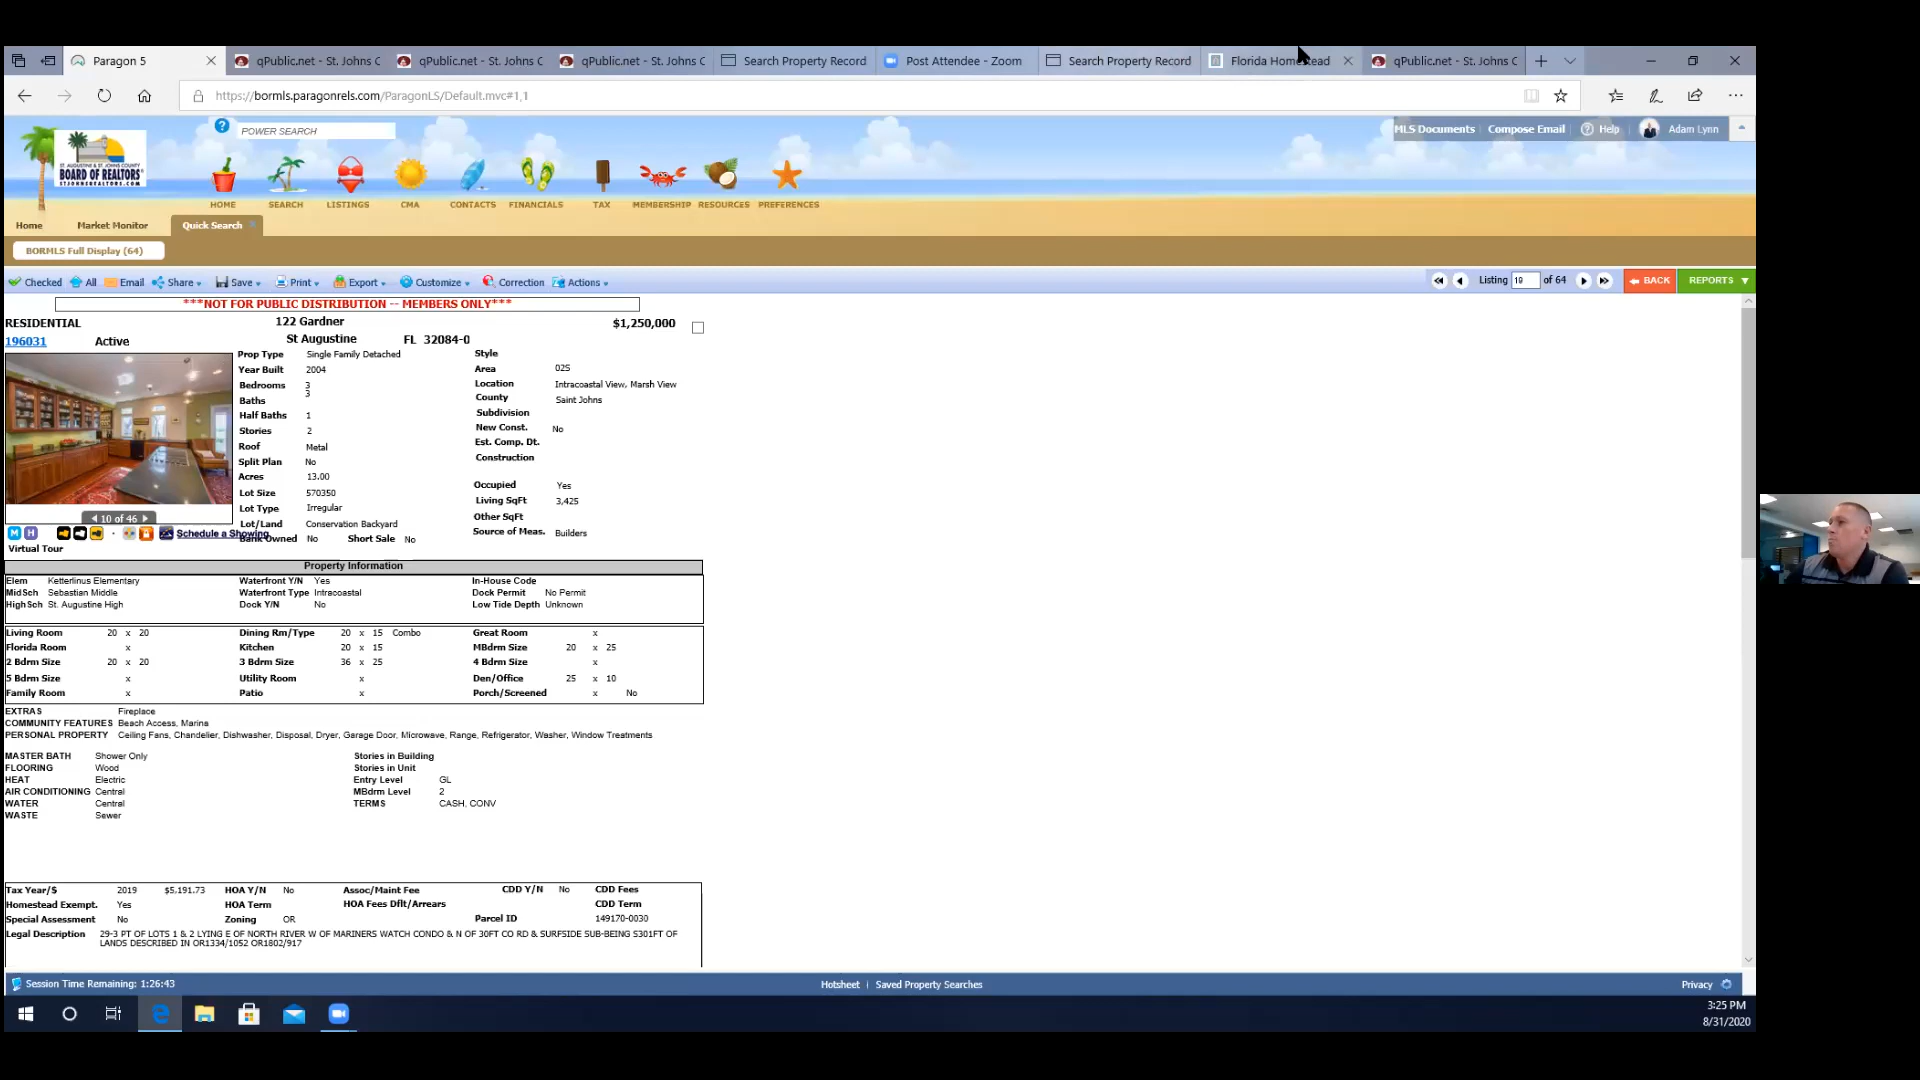 Paragon 5
qPublic.net - St. Johns C
qPublic.net - St. Johns C
qPublic.net - St. Johns C
Search Property Record
Post Attendee - Zoom
Search Property Record
Florida Homestead
qPublic.net - St. Johns C
https://bormls.paragonrels.com/ParagonLS/Default.mvc#1,1
POWER SEARCH
MLS Documents Compose Email Help Adam Lynn
ST. AUGUSTINE & ST. JOHNS COUNTY
BOARD OF REALTORS
STJOHNSREALTORS.COM
HOME SEARCH LISTINGS CMA CONTACTS FINANCIALS TAX MEMBERSHIP RESOURCES PREFERENCES
Home Market Monitor Quick Search
BORMLS Full Display (64)
Checked All Email Share Save Print Export Customize Correction Actions
Listing 19 of 64 BACK REPORTS
***NOT FOR PUBLIC DISTRIBUTION -- MEMBERS ONLY***
RESIDENTIAL 122 Gardner $1,250,000
196031 Active St Augustine FL 32084-0
Prop Type Single Family Detached Style
Year Built 2004 Area 02S
Bedrooms 3 Location Intracoastal View, Marsh View
Baths 3 County Saint Johns
Half Baths 1 Subdivision
Stories 2 New Const. No
Roof Metal Est. Comp. Dt.
Split Plan No Construction
Acres 13.00 Occupied Yes
Lot Size 570350 Living SqFt 3,425
Lot Type Irregular Other SqFt
Lot/Land Conservation Backyard Source of Meas. Builders
10 of 46
Schedule a Showing
Bank Owned No Short Sale No
Virtual Tour
Property Information
Elem Ketterlinus Elementary Waterfront Y/N Yes In-House Code
MidSch Sebastian Middle Waterfront Type Intracoastal Dock Permit No Permit
HighSch St. Augustine High Dock Y/N No Low Tide Depth Unknown
Living Room 20 x 20 Dining Rm/Type 20 x 15 Combo Great Room x
Florida Room x Kitchen 20 x 15 MBdrm Size 20 x 25
2 Bdrm Size 20 x 20 3 Bdrm Size 36 x 25 4 Bdrm Size x
5 Bdrm Size x Utility Room x Den/Office 25 x 10
Family Room x Patio x Porch/Screened x No
EXTRAS Fireplace
COMMUNITY FEATURES Beach Access, Marina
PERSONAL PROPERTY Ceiling Fans, Chandelier, Dishwasher, Disposal, Dryer, Garage Door, Microwave, Range, Refrigerator, Washer, Window Treatments
MASTER BATH Shower Only Stories in Building
FLOORING Wood Stories in Unit
HEAT Electric Entry Level GL
AIR CONDITIONING Central MBdrm Level 2
WATER Central TERMS CASH, CONV
WASTE Sewer
Tax Year/$ 2019 $5,191.73 HOA Y/N No Assoc/Maint Fee CDD Y/N No CDD Fees
Homestead Exempt. Yes HOA Term HOA Fees Dflt/Arrears CDD Term
Special Assessment No Zoning OR Parcel ID 149170-0030
Legal Description 29-3 PT OF LOTS 1 & 2 LYING E OF NORTH RIVER W OF MARINERS WATCH CONDO & N OF 30FT CO RD & SURFSIDE SUB-BEING S301FT OF
LANDS DESCRIBED IN OR1334/1052 OR1802/917
Session Time Remaining: 1:26:43 Hotsheet | Saved Property Searches Privacy
3:25 PM
8/31/2020